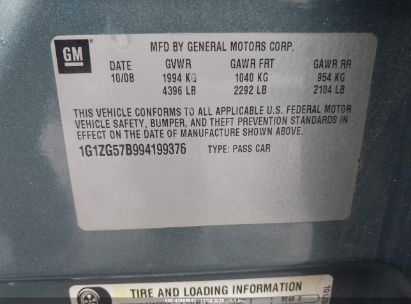 GM
MFD BY GENERAL MOTORS CORP.
10/08 GVWR GAWR FRT GAWR RR
1994 KG 1040 KG 954 KG
4396 LB 2292 LB 2104 LB
THIS VEHICLE CONFORMS TO ALL APPLICABLE U.S. FEDERAL MOTOR
VEHICLE SAFETY, BUMPER, AND THEFT PREVENTION STANDARDS IN
EFFECT ON THE DATE OF MANUFACTURE SHOWN ABOVE.
1G1ZG57B994199376 TYPE: PASS CAR
TIRE AND LOADING INFORMATION